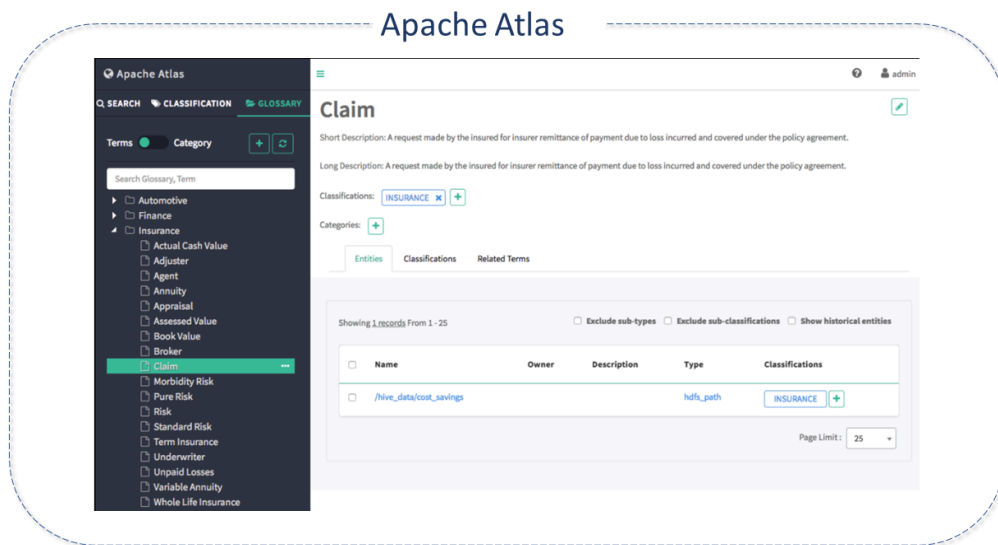 Apache Atlas
Apache Atlas
admin
SEARCH CLASSIFICATION GLOSSARY
Terms Category
Search Glossary, Term
Automotive
Finance
Insurance
Actual Cash Value
Adjuster
Agent
Annuity
Appraisal
Assessed Value
Book Value
Broker
Claim
Morbidity Risk
Pure Risk
Risk
Standard Risk
Term Insurance
Underwriter
Unpaid Losses
Variable Annuity
Whole Life Insurance
Claim
Short Description: A request made by the insured for insurer remittance of payment due to loss incurred and covered under the policy agreement.
Long Description: A request made by the insured for insurer remittance of payment due to loss incurred and covered under the policy agreement.
Classifications: INSURANCE
Categories:
Entities Classifications Related Terms
Showing 1 records From 1 - 25 Exclude sub-types Exclude sub-classifications Show historical entities
Name Owner Description Type Classifications
/hive_data/cost_savings hdfs_path INSURANCE
Page Limit : 25